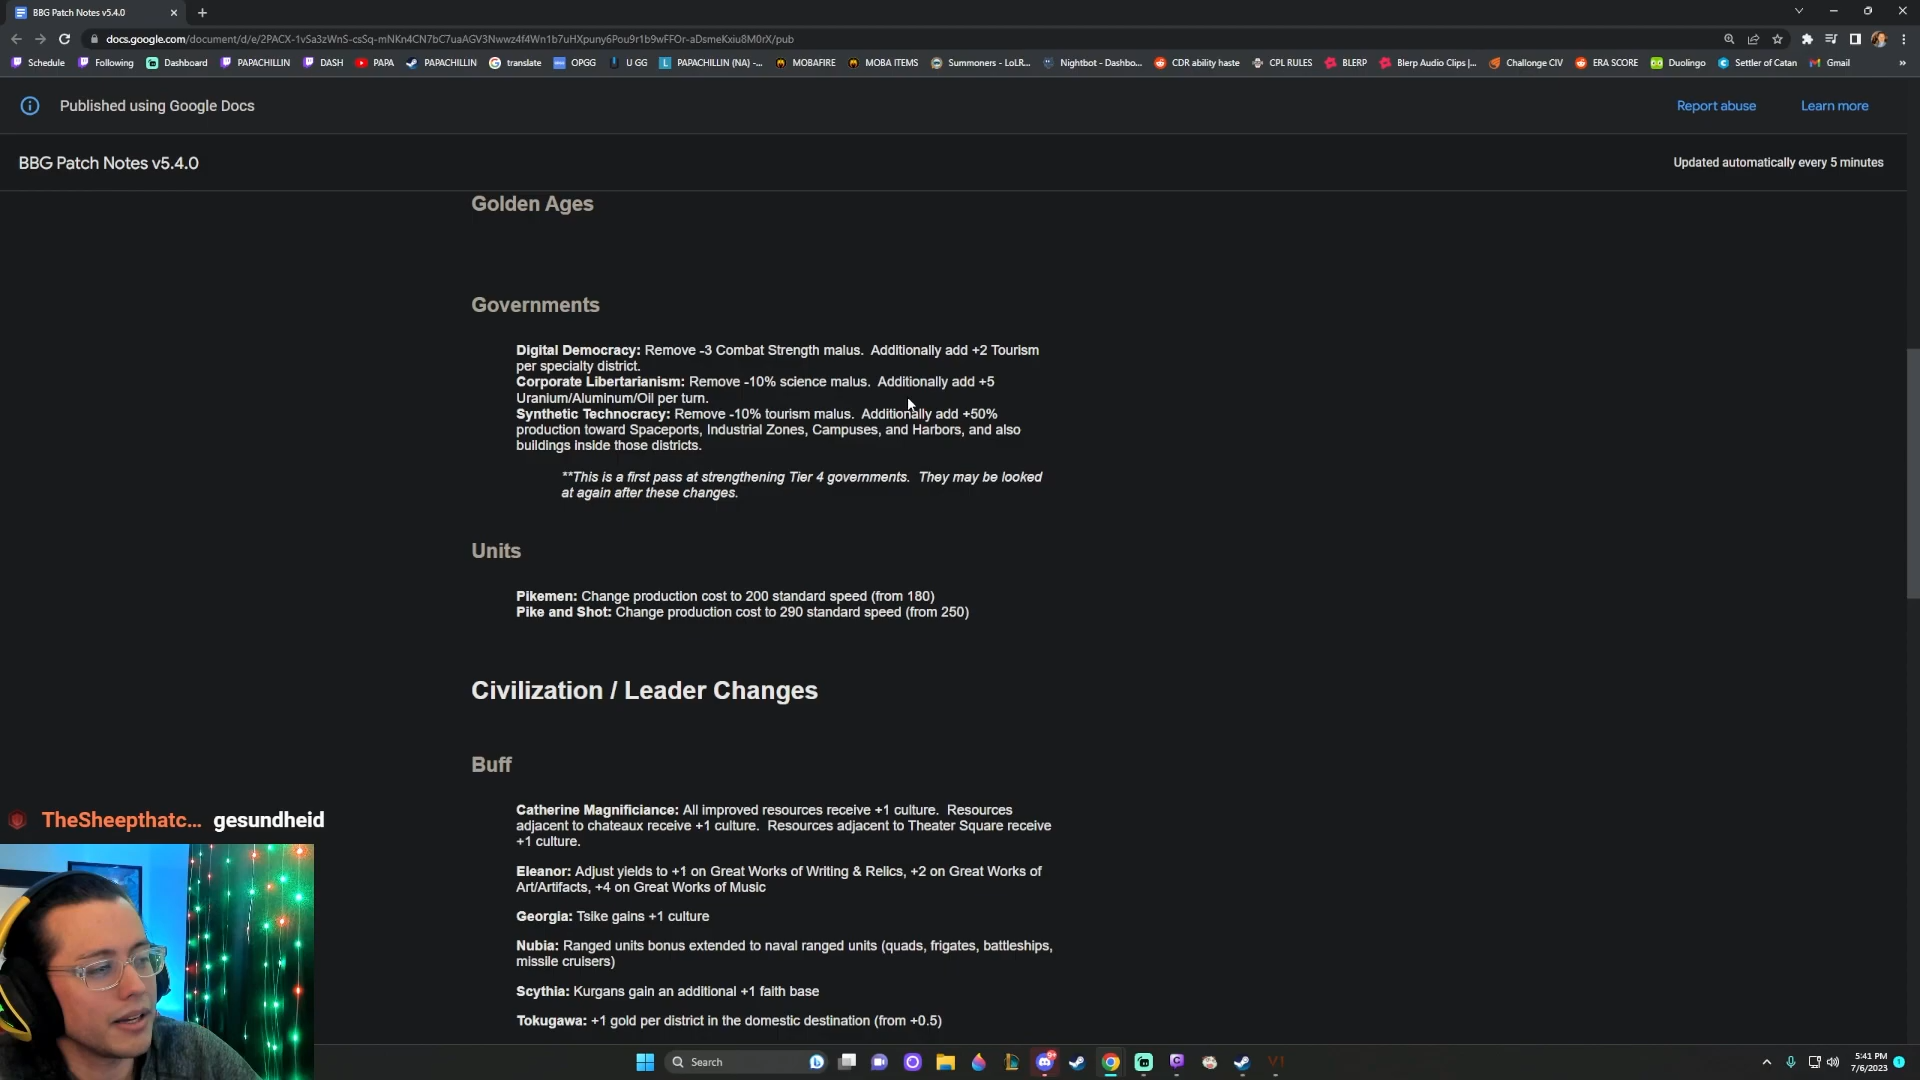 BBG Patch Notes v5.4.0
docs.google.com/document/d/e/2PACX-1vSa3zWnS-csSq-mNKn4CN7bC7uaAGV3Nwwz4f4Wn1b7uHXpuny6Pou9r1b9wFFOr-aDsmeKxiu8M0rX/pub
Schedule Following Dashboard PAPACHILLIN DASH PAPA PAPACHILLIN translate OPGG U GG PAPACHILLIN (NA) -... MOBAFIRE MOBA ITEMS Summoners - LoLR... Nightbot - Dashbo... CDR ability haste CPL RULES BLERP Blerp Audio Clips |... Challonge CIV ERA SCORE Duolingo Settler of Catan Gmail »
Published using Google Docs Report abuse Learn more
BBG Patch Notes v5.4.0 Updated automatically every 5 minutes
Golden Ages
Governments
Digital Democracy: Remove -3 Combat Strength malus. Additionally add +2 Tourism
per specialty district.
Corporate Libertarianism: Remove -10% science malus. Additionally add +5
Uranium/Aluminum/Oil per turn.
Synthetic Technocracy: Remove -10% tourism malus. Additionally add +50%
production toward Spaceports, Industrial Zones, Campuses, and Harbors, and also
buildings inside those districts.
**This is a first pass at strengthening Tier 4 governments. They may be looked
at again after these changes.
Units
Pikemen: Change production cost to 200 standard speed (from 180)
Pike and Shot: Change production cost to 290 standard speed (from 250)
Civilization / Leader Changes
Buff
Catherine Magnificiance: All improved resources receive +1 culture. Resources
adjacent to chateaux receive +1 culture. Resources adjacent to Theater Square receive
+1 culture.
Eleanor: Adjust yields to +1 on Great Works of Writing & Relics, +2 on Great Works of
Art/Artifacts, +4 on Great Works of Music
Georgia: Tsike gains +1 culture
Nubia: Ranged units bonus extended to naval ranged units (quads, frigates, battleships,
missile cruisers)
Scythia: Kurgans gain an additional +1 faith base
Tokugawa: +1 gold per district in the domestic destination (from +0.5)
TheSheepthatc... gesundheid
Search
5:41 PM
7/6/2023